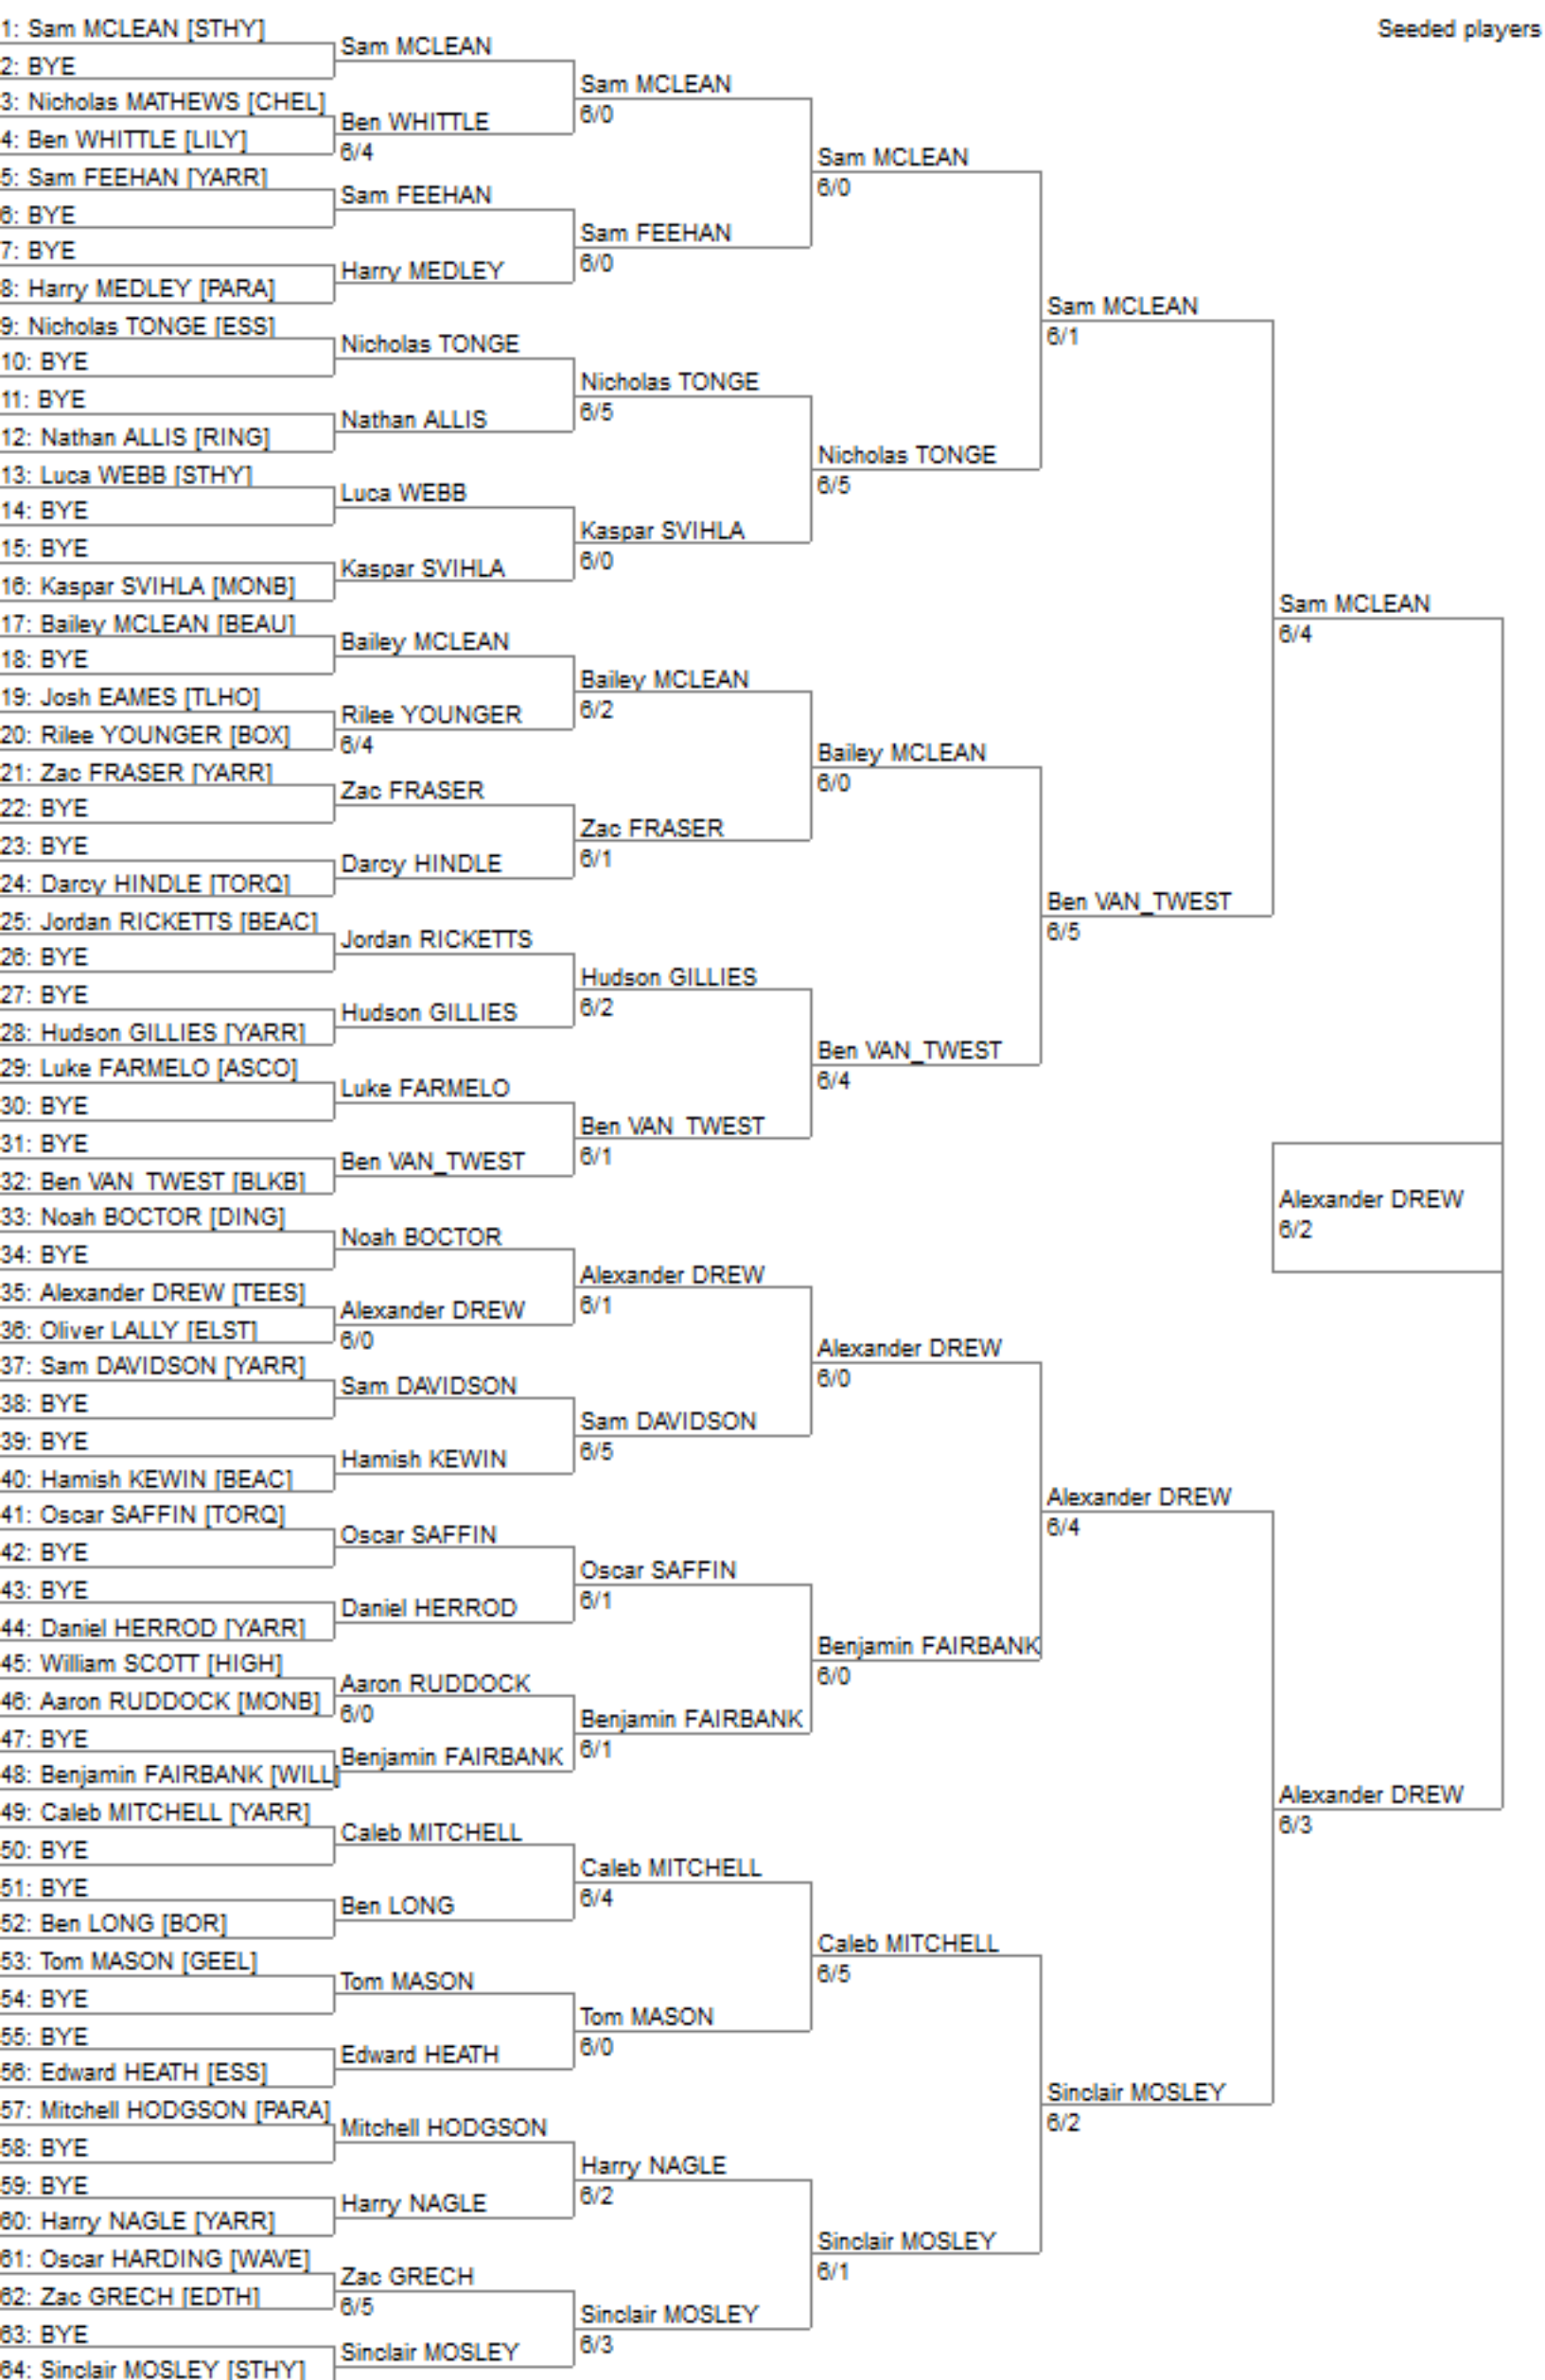 Seeded players
1: Sam MCLEAN [STHY]
2: BYE
3: Nicholas MATHEWS [CHEL]
4: Ben WHITTLE [LILY]
5: Sam FEEHAN [YARR]
6: BYE
7: BYE
8: Harry MEDLEY [PARA]
9: Nicholas TONGE [ESS]
10: BYE
11: BYE
12: Nathan ALLIS [RING]
13: Luca WEBB [STHY]
14: BYE
15: BYE
16: Kaspar SVIHLA [MONB]
17: Bailey MCLEAN [BEAU]
18: BYE
19: Josh EAMES [TLHO]
20: Rilee YOUNGER [BOX]
21: Zac FRASER [YARR]
22: BYE
23: BYE
24: Darcy HINDLE [TORQ]
25: Jordan RICKETTS [BEAC]
26: BYE
27: BYE
28: Hudson GILLIES [YARR]
29: Luke FARMELO [ASCO]
30: BYE
31: BYE
32: Ben VAN_TWEST [BLKB]
33: Noah BOCTOR [DING]
34: BYE
35: Alexander DREW [TEES]
36: Oliver LALLY [ELST]
37: Sam DAVIDSON [YARR]
38: BYE
39: BYE
40: Hamish KEWIN [BEAC]
41: Oscar SAFFIN [TORQ]
42: BYE
43: BYE
44: Daniel HERROD [YARR]
45: William SCOTT [HIGH]
46: Aaron RUDDOCK [MONB]
47: BYE
48: Benjamin FAIRBANK [WILL]
49: Caleb MITCHELL [YARR]
50: BYE
51: BYE
52: Ben LONG [BOR]
53: Tom MASON [GEEL]
54: BYE
55: BYE
56: Edward HEATH [ESS]
57: Mitchell HODGSON [PARA]
58: BYE
59: BYE
60: Harry NAGLE [YARR]
61: Oscar HARDING [WAVE]
62: Zac GRECH [EDTH]
63: BYE
64: Sinclair MOSLEY [STHY]
Sam MCLEAN
Ben WHITTLE
6/4
Sam FEEHAN
Harry MEDLEY
Nicholas TONGE
Nathan ALLIS
Luca WEBB
Kaspar SVIHLA
Bailey MCLEAN
Rilee YOUNGER
6/4
Zac FRASER
Darcy HINDLE
Jordan RICKETTS
Hudson GILLIES
Luke FARMELO
Ben VAN_TWEST
Noah BOCTOR
Alexander DREW
6/0
Sam DAVIDSON
Hamish KEWIN
Oscar SAFFIN
Daniel HERROD
Aaron RUDDOCK
6/0
Benjamin FAIRBANK
Caleb MITCHELL
Ben LONG
Tom MASON
Edward HEATH
Mitchell HODGSON
Harry NAGLE
Zac GRECH
6/5
Sinclair MOSLEY
Sam MCLEAN
6/0
Sam FEEHAN
6/0
Nicholas TONGE
6/5
Kaspar SVIHLA
6/0
Bailey MCLEAN
6/2
Zac FRASER
6/1
Hudson GILLIES
6/2
Ben VAN_TWEST
6/1
Alexander DREW
6/1
Sam DAVIDSON
6/5
Oscar SAFFIN
6/1
Benjamin FAIRBANK
6/1
Caleb MITCHELL
6/4
Tom MASON
6/0
Harry NAGLE
6/2
Sinclair MOSLEY
6/3
Sam MCLEAN
6/0
Nicholas TONGE
6/5
Bailey MCLEAN
6/0
Ben VAN_TWEST
6/4
Alexander DREW
6/0
Benjamin FAIRBANK
6/0
Caleb MITCHELL
6/5
Sinclair MOSLEY
6/1
Sam MCLEAN
6/1
Ben VAN_TWEST
6/5
Alexander DREW
6/4
Sinclair MOSLEY
6/2
Sam MCLEAN
6/4
Alexander DREW
6/2
Alexander DREW
6/3